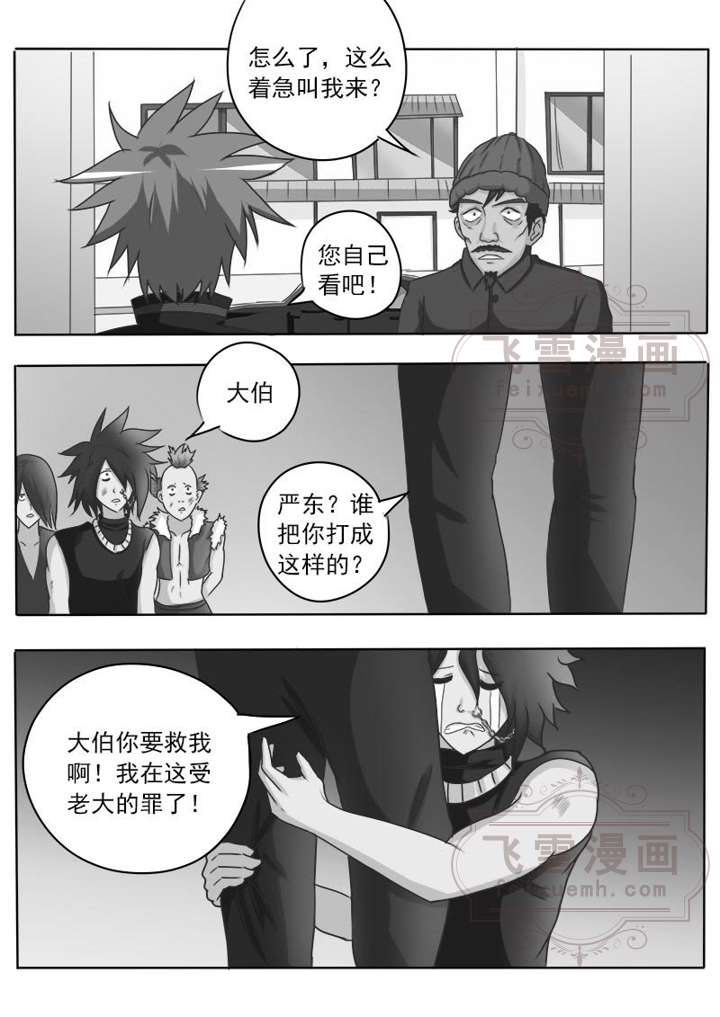 怎么了，这么
着急叫我来？
您自己
看吧！
飞雪漫画
feixuemh.com
大伯
严东？谁
把你打成
这样的？
大伯你要救我
啊！我在这受
老大的罪了！
飞雪漫画
feixuemh.com